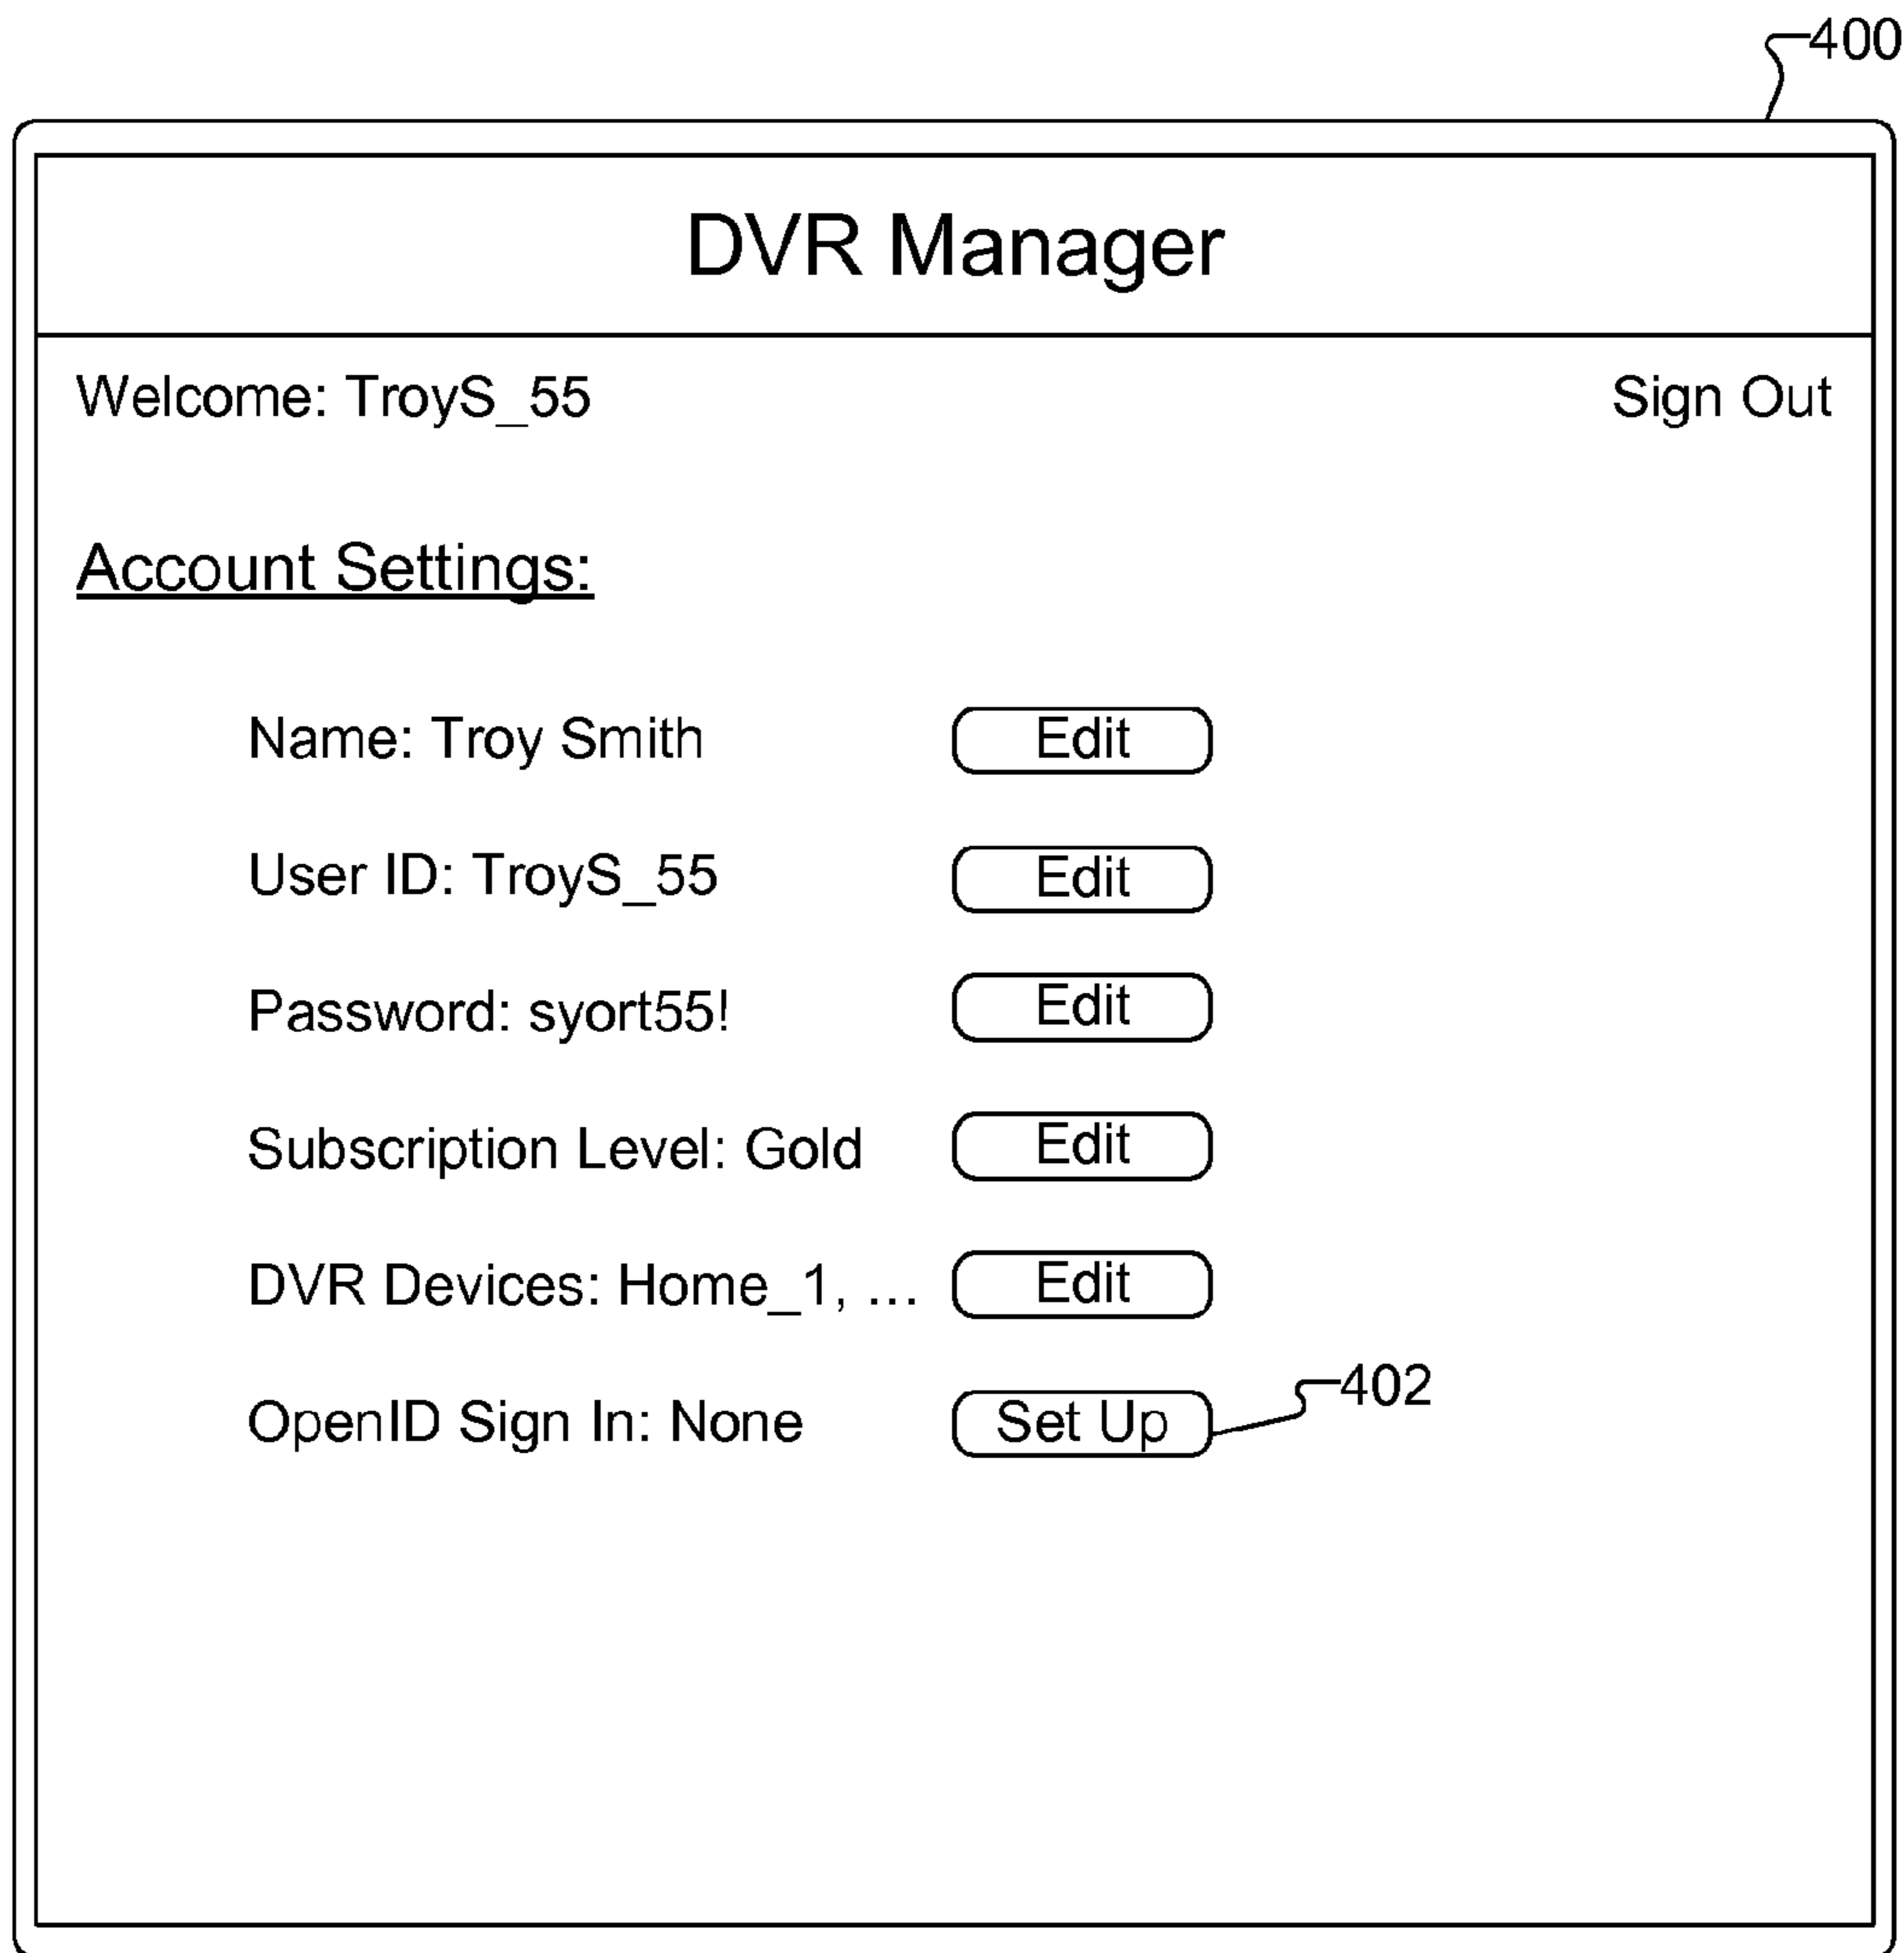 400
DVR Manager
Welcome: TroyS_55 Sign Out
Account Settings:
Name: Troy Smith Edit
User ID: TroyS_55 Edit
Password: syort55! Edit
Subscription Level: Gold Edit
DVR Devices: Home_1, ... Edit
OpenID Sign In: None Set Up 402